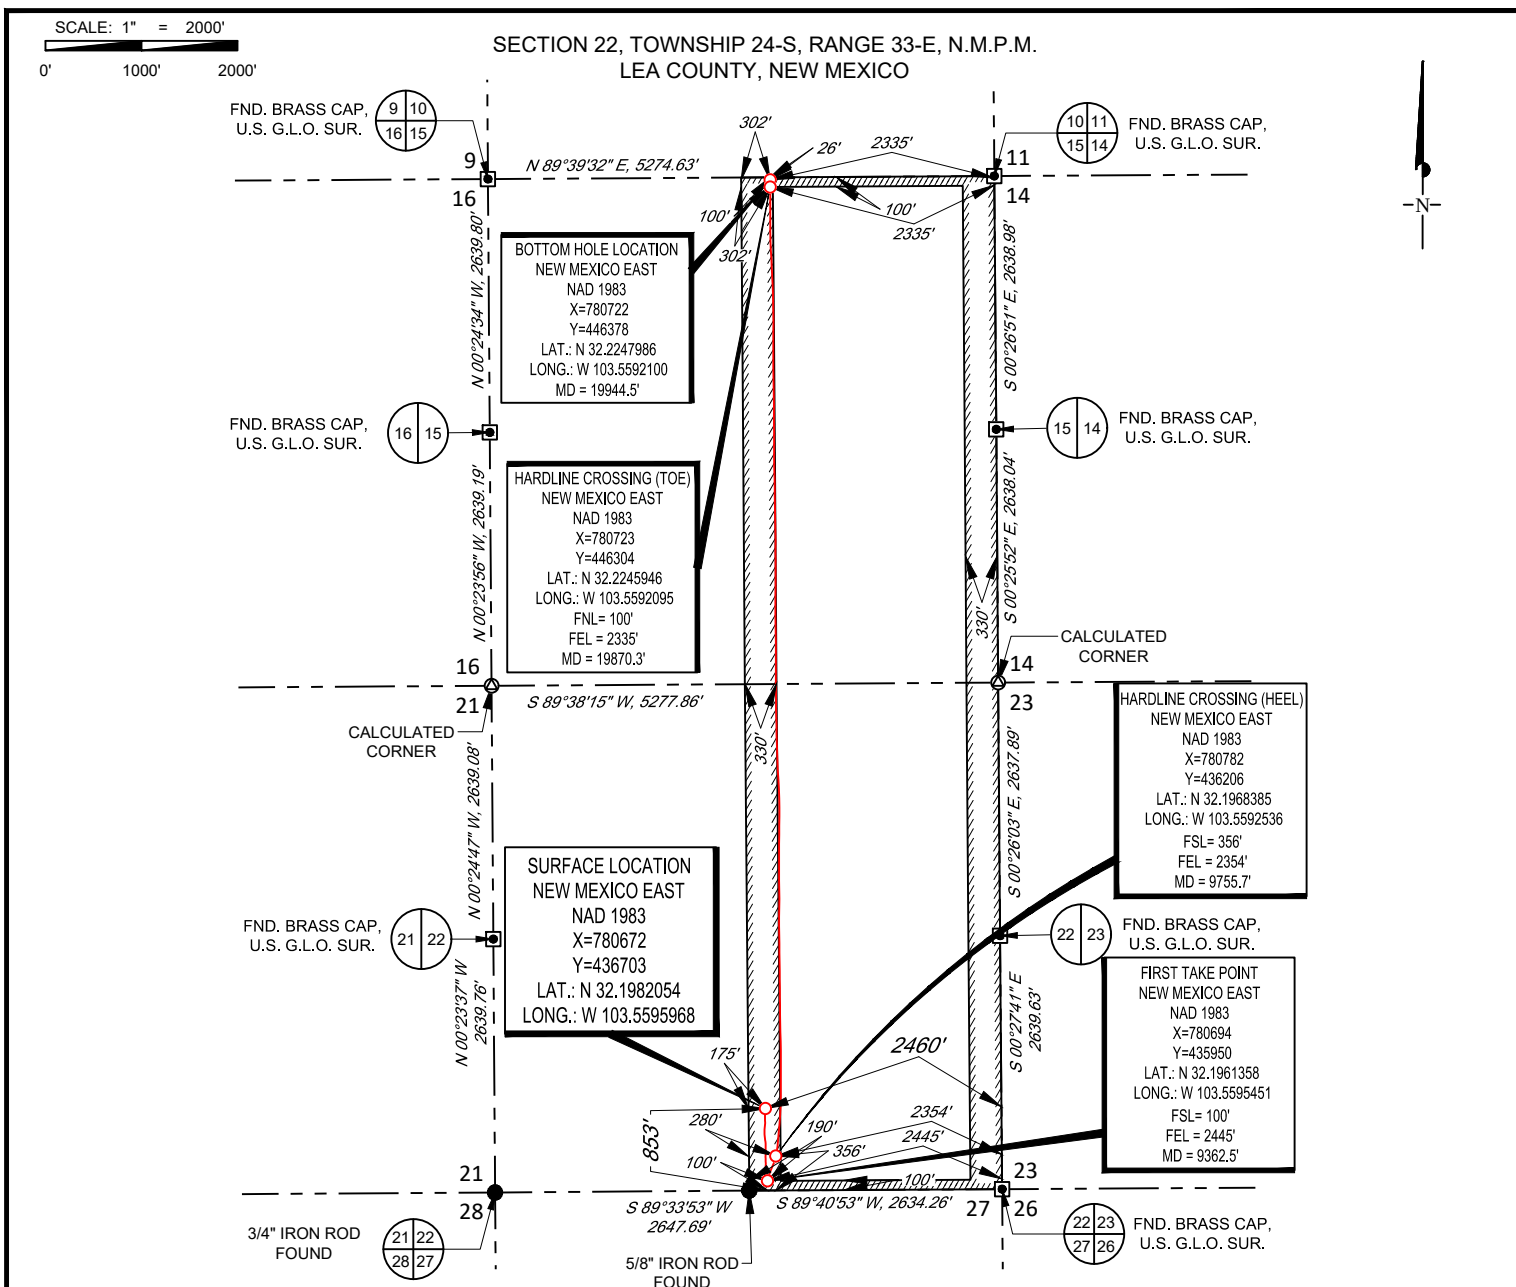 SCALE: 1" = 2000'
0' 1000' 2000'
SECTION 22, TOWNSHIP 24-S, RANGE 33-E, N.M.P.M.
LEA COUNTY, NEW MEXICO
FND. BRASS CAP,
U.S. G.L.O. SUR.
9 10
16 15
9
16
N 89°39'32" E, 5274.63'
302'
26'
2335'
10 11
15 14
FND. BRASS CAP,
U.S. G.L.O. SUR.
11
14
N
100'
302'
100'
2335'
N 00°24'34" W, 2639.80'
S 00°26'51" E, 2638.98'
BOTTOM HOLE LOCATION
NEW MEXICO EAST
NAD 1983
X=780722
Y=446378
LAT.: N 32.2247986
LONG.: W 103.5592100
MD = 19944.5'
FND. BRASS CAP,
U.S. G.L.O. SUR.
16 15
15 14
FND. BRASS CAP,
U.S. G.L.O. SUR.
HARDLINE CROSSING (TOE)
NEW MEXICO EAST
NAD 1983
X=780723
Y=446304
LAT.: N 32.2245946
LONG.: W 103.5592095
FNL= 100'
FEL = 2335'
MD = 19870.3'
N 00°23'56" W, 2639.19'
S 00°25'52" E, 2638.04'
330'
CALCULATED
CORNER
16
21
14
23
S 89°38'15" W, 5277.86'
CALCULATED
CORNER
330'
HARDLINE CROSSING (HEEL)
NEW MEXICO EAST
NAD 1983
X=780782
Y=436206
LAT.: N 32.1968385
LONG.: W 103.5592536
FSL= 356'
FEL = 2354'
MD = 9755.7'
N 00°24'47" W, 2639.08'
S 00°26'03" E, 2637.89'
SURFACE LOCATION
NEW MEXICO EAST
NAD 1983
X=780672
Y=436703
LAT.: N 32.1982054
LONG.: W 103.5595968
FND. BRASS CAP,
U.S. G.L.O. SUR.
21 22
22 23
FND. BRASS CAP,
U.S. G.L.O. SUR.
FIRST TAKE POINT
NEW MEXICO EAST
NAD 1983
X=780694
Y=435950
LAT.: N 32.1961358
LONG.: W 103.5595451
FSL= 100'
FEL = 2445'
MD = 9362.5'
N 00°23'37" W
2639.76'
S 00°27'41" E
2639.63'
175'
2460'
853'
280'
190'
2354'
100'
356'
2445'
100'
21
28
23
27 26
S 89°33'53" W
2647.69'
S 89°40'53" W, 2634.26'
3/4" IRON ROD
FOUND
21 22
28 27
5/8" IRON ROD
FOUND
22 23
27 26
FND. BRASS CAP,
U.S. G.L.O. SUR.